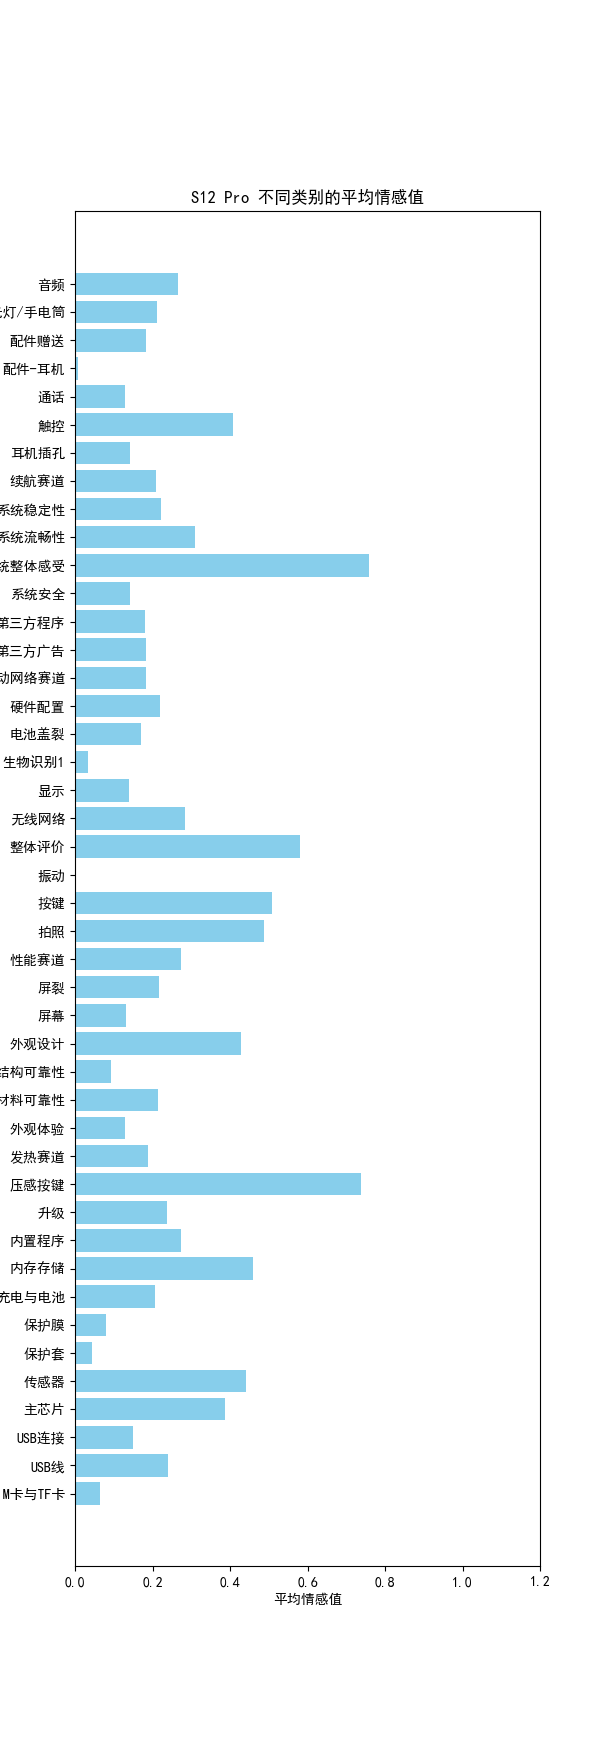 S12 Pro 不同类别的平均情感值
音频
灯/手电筒
配件赠送
配件-耳机
通话
触控
耳机插孔
续航赛道
系统稳定性
系统流畅性
统整体感受
系统安全
第三方程序
第三方广告
动网络赛道
硬件配置
电池盖裂
生物识别1
显示
无线网络
整体评价
振动
按键
拍照
性能赛道
屏裂
屏幕
外观设计
结构可靠性
材料可靠性
外观体验
发热赛道
压感按键
升级
内置程序
内存存储
充电与电池
保护膜
保护套
传感器
主芯片
USB连接
USB线
M卡与TF卡
0.0 0.2 0.4 0.6 0.8 1.0 1.2
平均情感值